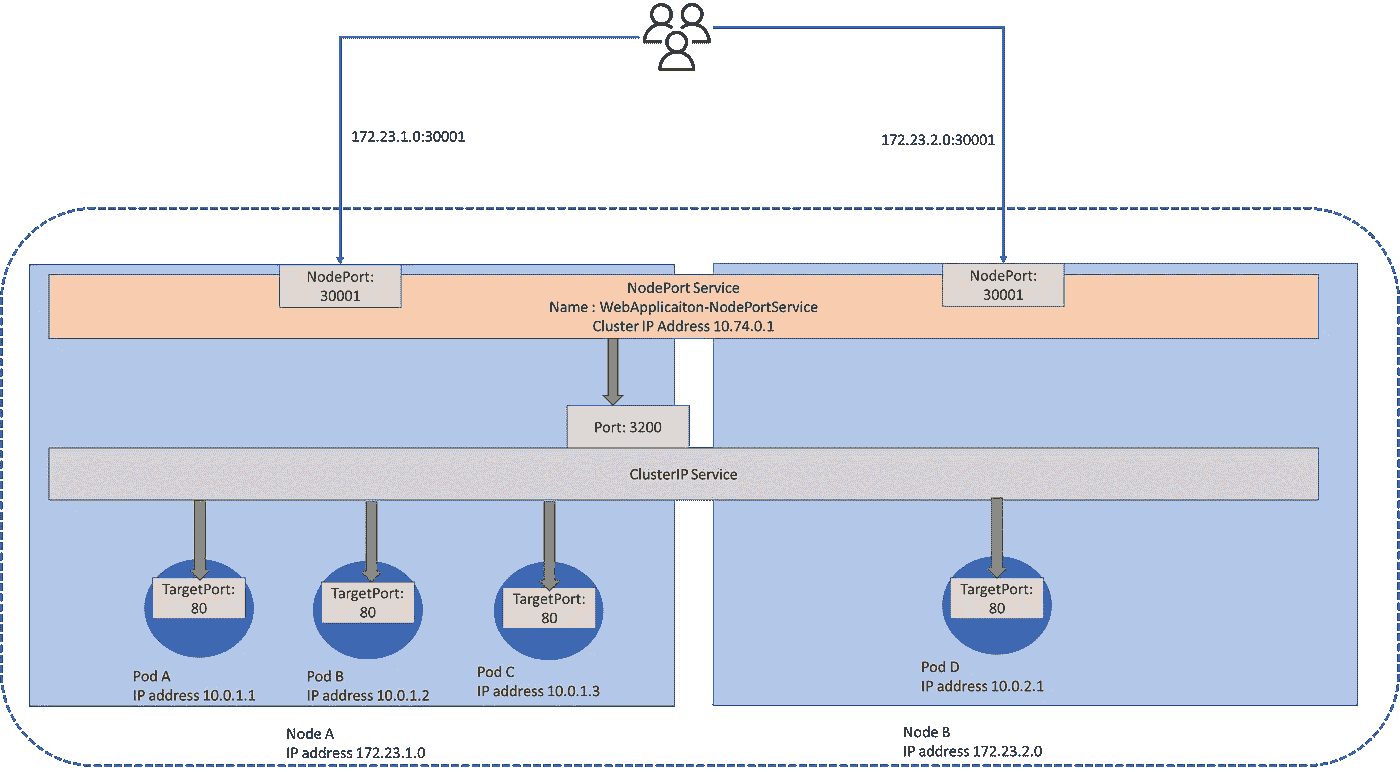 172.23.1.0:30001
172.23.2.0:30001
NodePort:
30001
NodePort:
30001
NodePort Service
Name : WebApplicaiton-NodePortService
Cluster IP Address 10.74.0.1
Port: 3200
ClusterIP Service
TargetPort:
80
TargetPort:
80
TargetPort:
80
TargetPort:
80
Pod A
IP address 10.0.1.1
Pod B
IP address 10.0.1.2
Pod C
IP address 10.0.1.3
Pod D
IP address 10.0.2.1
Node A
IP address 172.23.1.0
Node B
IP address 172.23.2.0